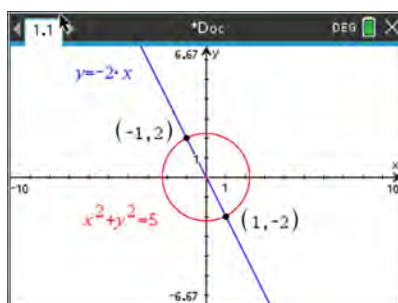 1.1 *Doc DEG
6.67 y
y=-2·x
(-1,2)
1
x
-10 1 10
x²+y²=5 (1,-2)
-6.67